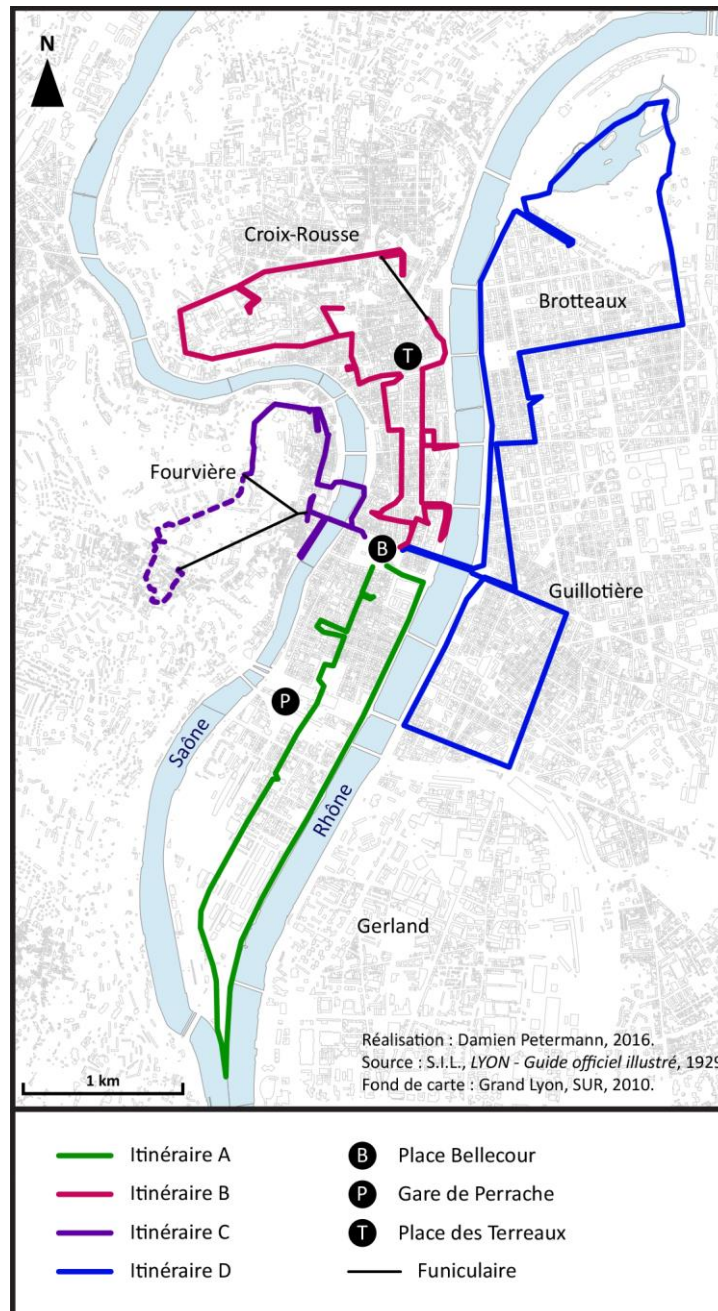 N
Croix-Rousse
Brotteaux
T
Fourvière
B
Guillotière
P
Saône
Rhône
Gerland
Réalisation : Damien Petermann, 2016.
Source : S.I.L., LYON - Guide officiel illustré, 1929
Fond de carte : Grand Lyon, SUR, 2010.
1 km
Itinéraire A
B Place Bellecour
Itinéraire B
P Gare de Perrache
Itinéraire C
T Place des Terreaux
Itinéraire D
Funiculaire